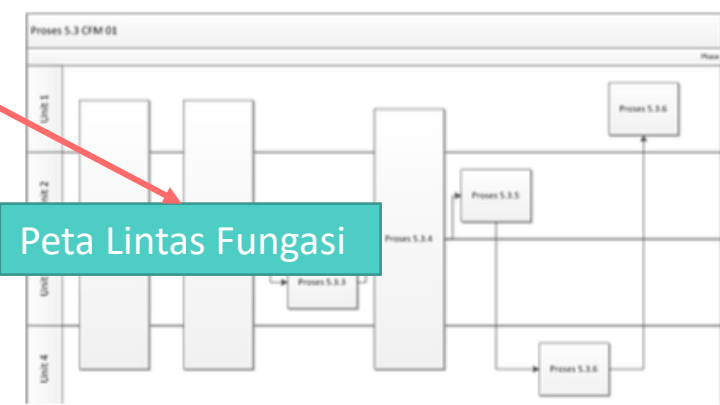 Proses 5.3 CFM 01
Phase
Unit 1
Proses 5.3.6
Unit 2
Proses 5.3.5
Peta Lintas Fungasi
Proses 5.3.4
Proses 5.3.3
Unit 4
Proses 5.3.6